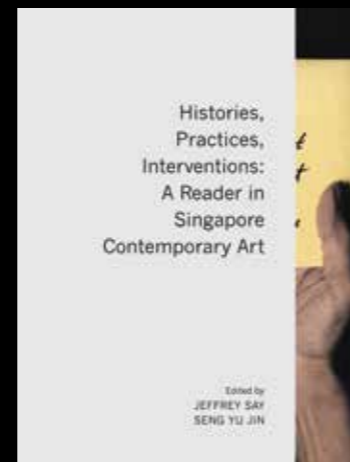 Histories,
Practices,
Interventions:
A Reader in
Singapore
Contemporary Art
Edited by
JEFFREY SAY
SENG YU JIN